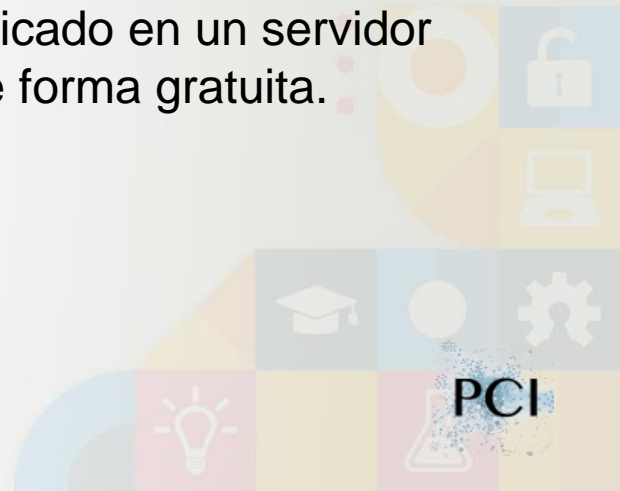 icado en un servidor
forma gratuita.
PCI